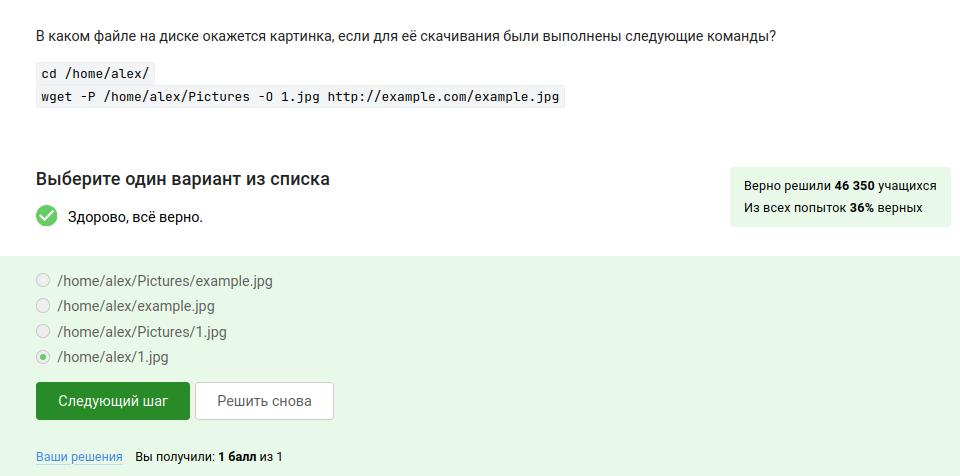 В каком файле на диске окажется картинка, если для её скачивания были выполнены следующие команды?
cd /home/alex/
wget -P /home/alex/Pictures -O 1.jpg http://example.com/example.jpg
Выберите один вариант из списка
Здорово, всё верно.
Верно решили 46 350 учащихся
Из всех попыток 36% верных
/home/alex/Pictures/example.jpg
/home/alex/example.jpg
/home/alex/Pictures/1.jpg
/home/alex/1.jpg
Следующий шаг
Решить снова
Ваши решения Вы получили: 1 балл из 1